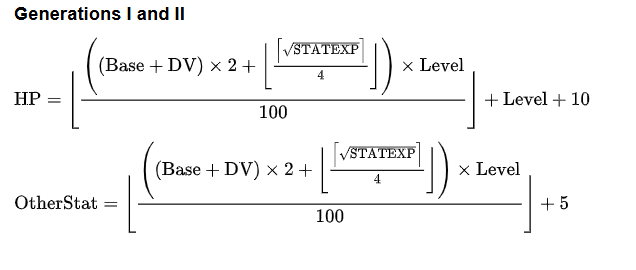 Generations I and II
HP = ⌊(((Base + DV) × 2 + ⌊⌈√STATEXP⌉/4⌋) × Level)/100⌋ + Level + 10
OtherStat = ⌊(((Base + DV) × 2 + ⌊⌈√STATEXP⌉/4⌋) × Level)/100⌋ + 5